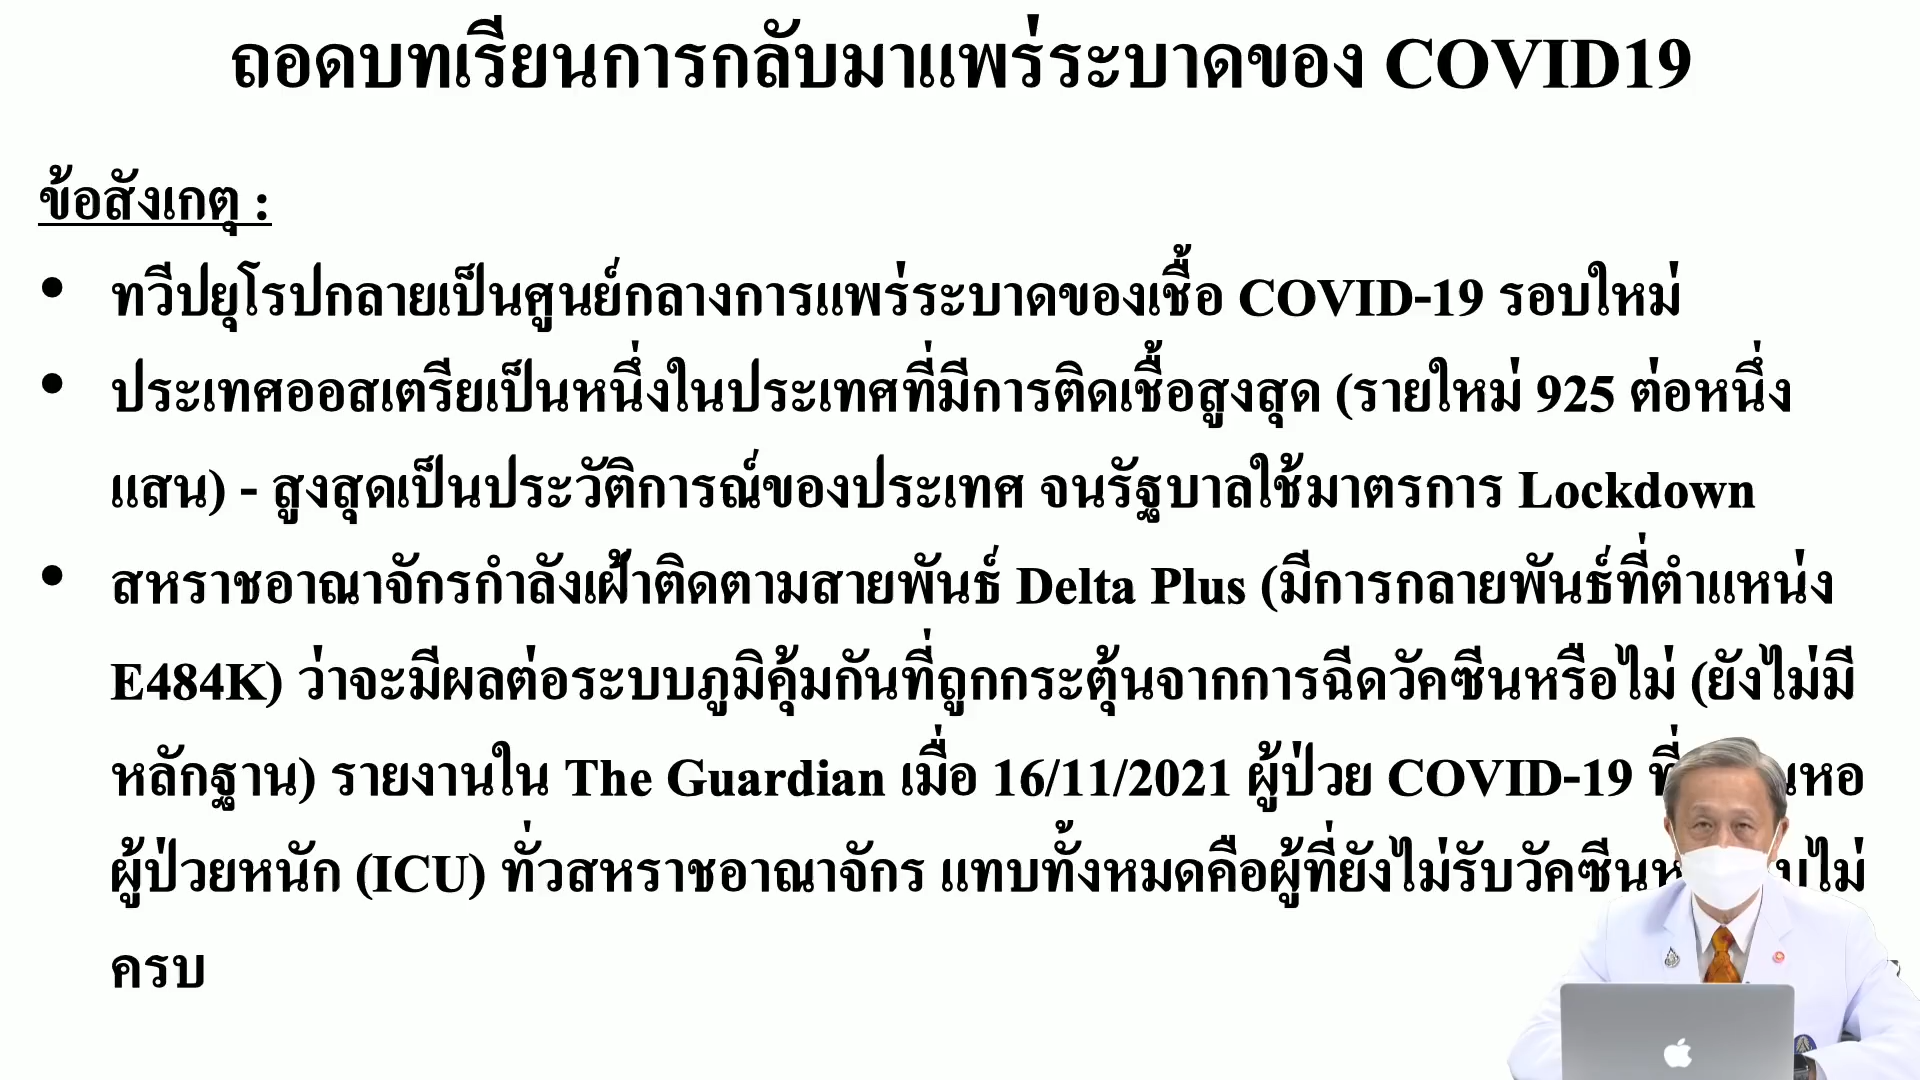 ถอดบทเรียนการกลับมาแพร่ระบาดของ COVID19
ข้อสังเกตุ :
• ทวีปยุโรปกลายเป็นศูนย์กลางการแพร่ระบาดของเชื้อ COVID-19 รอบใหม่
• ประเทศออสเตรียเป็นหนึ่งในประเทศที่มีการติดเชื้อสูงสุด (รายใหม่ 925 ต่อหนึ่ง
แสน) - สูงสุดเป็นประวัติการณ์ของประเทศ จนรัฐบาลใช้มาตรการ Lockdown
• สหราชอาณาจักรกำลังเฝ้าติดตามสายพันธ์ Delta Plus (มีการกลายพันธ์ที่ตำแหน่ง
E484K) ว่าจะมีผลต่อระบบภูมิคุ้มกันที่ถูกกระตุ้นจากการฉีดวัคซีนหรือไม่ (ยังไม่มี
หลักฐาน) รายงานใน The Guardian เมื่อ 16/11/2021 ผู้ป่วย COVID-19 ที่ หอ
ผู้ป่วยหนัก (ICU) ทั่วสหราชอาณาจักร แทบทั้งหมดคือผู้ที่ยังไม่รับวัคซีน ไม่
ครบ